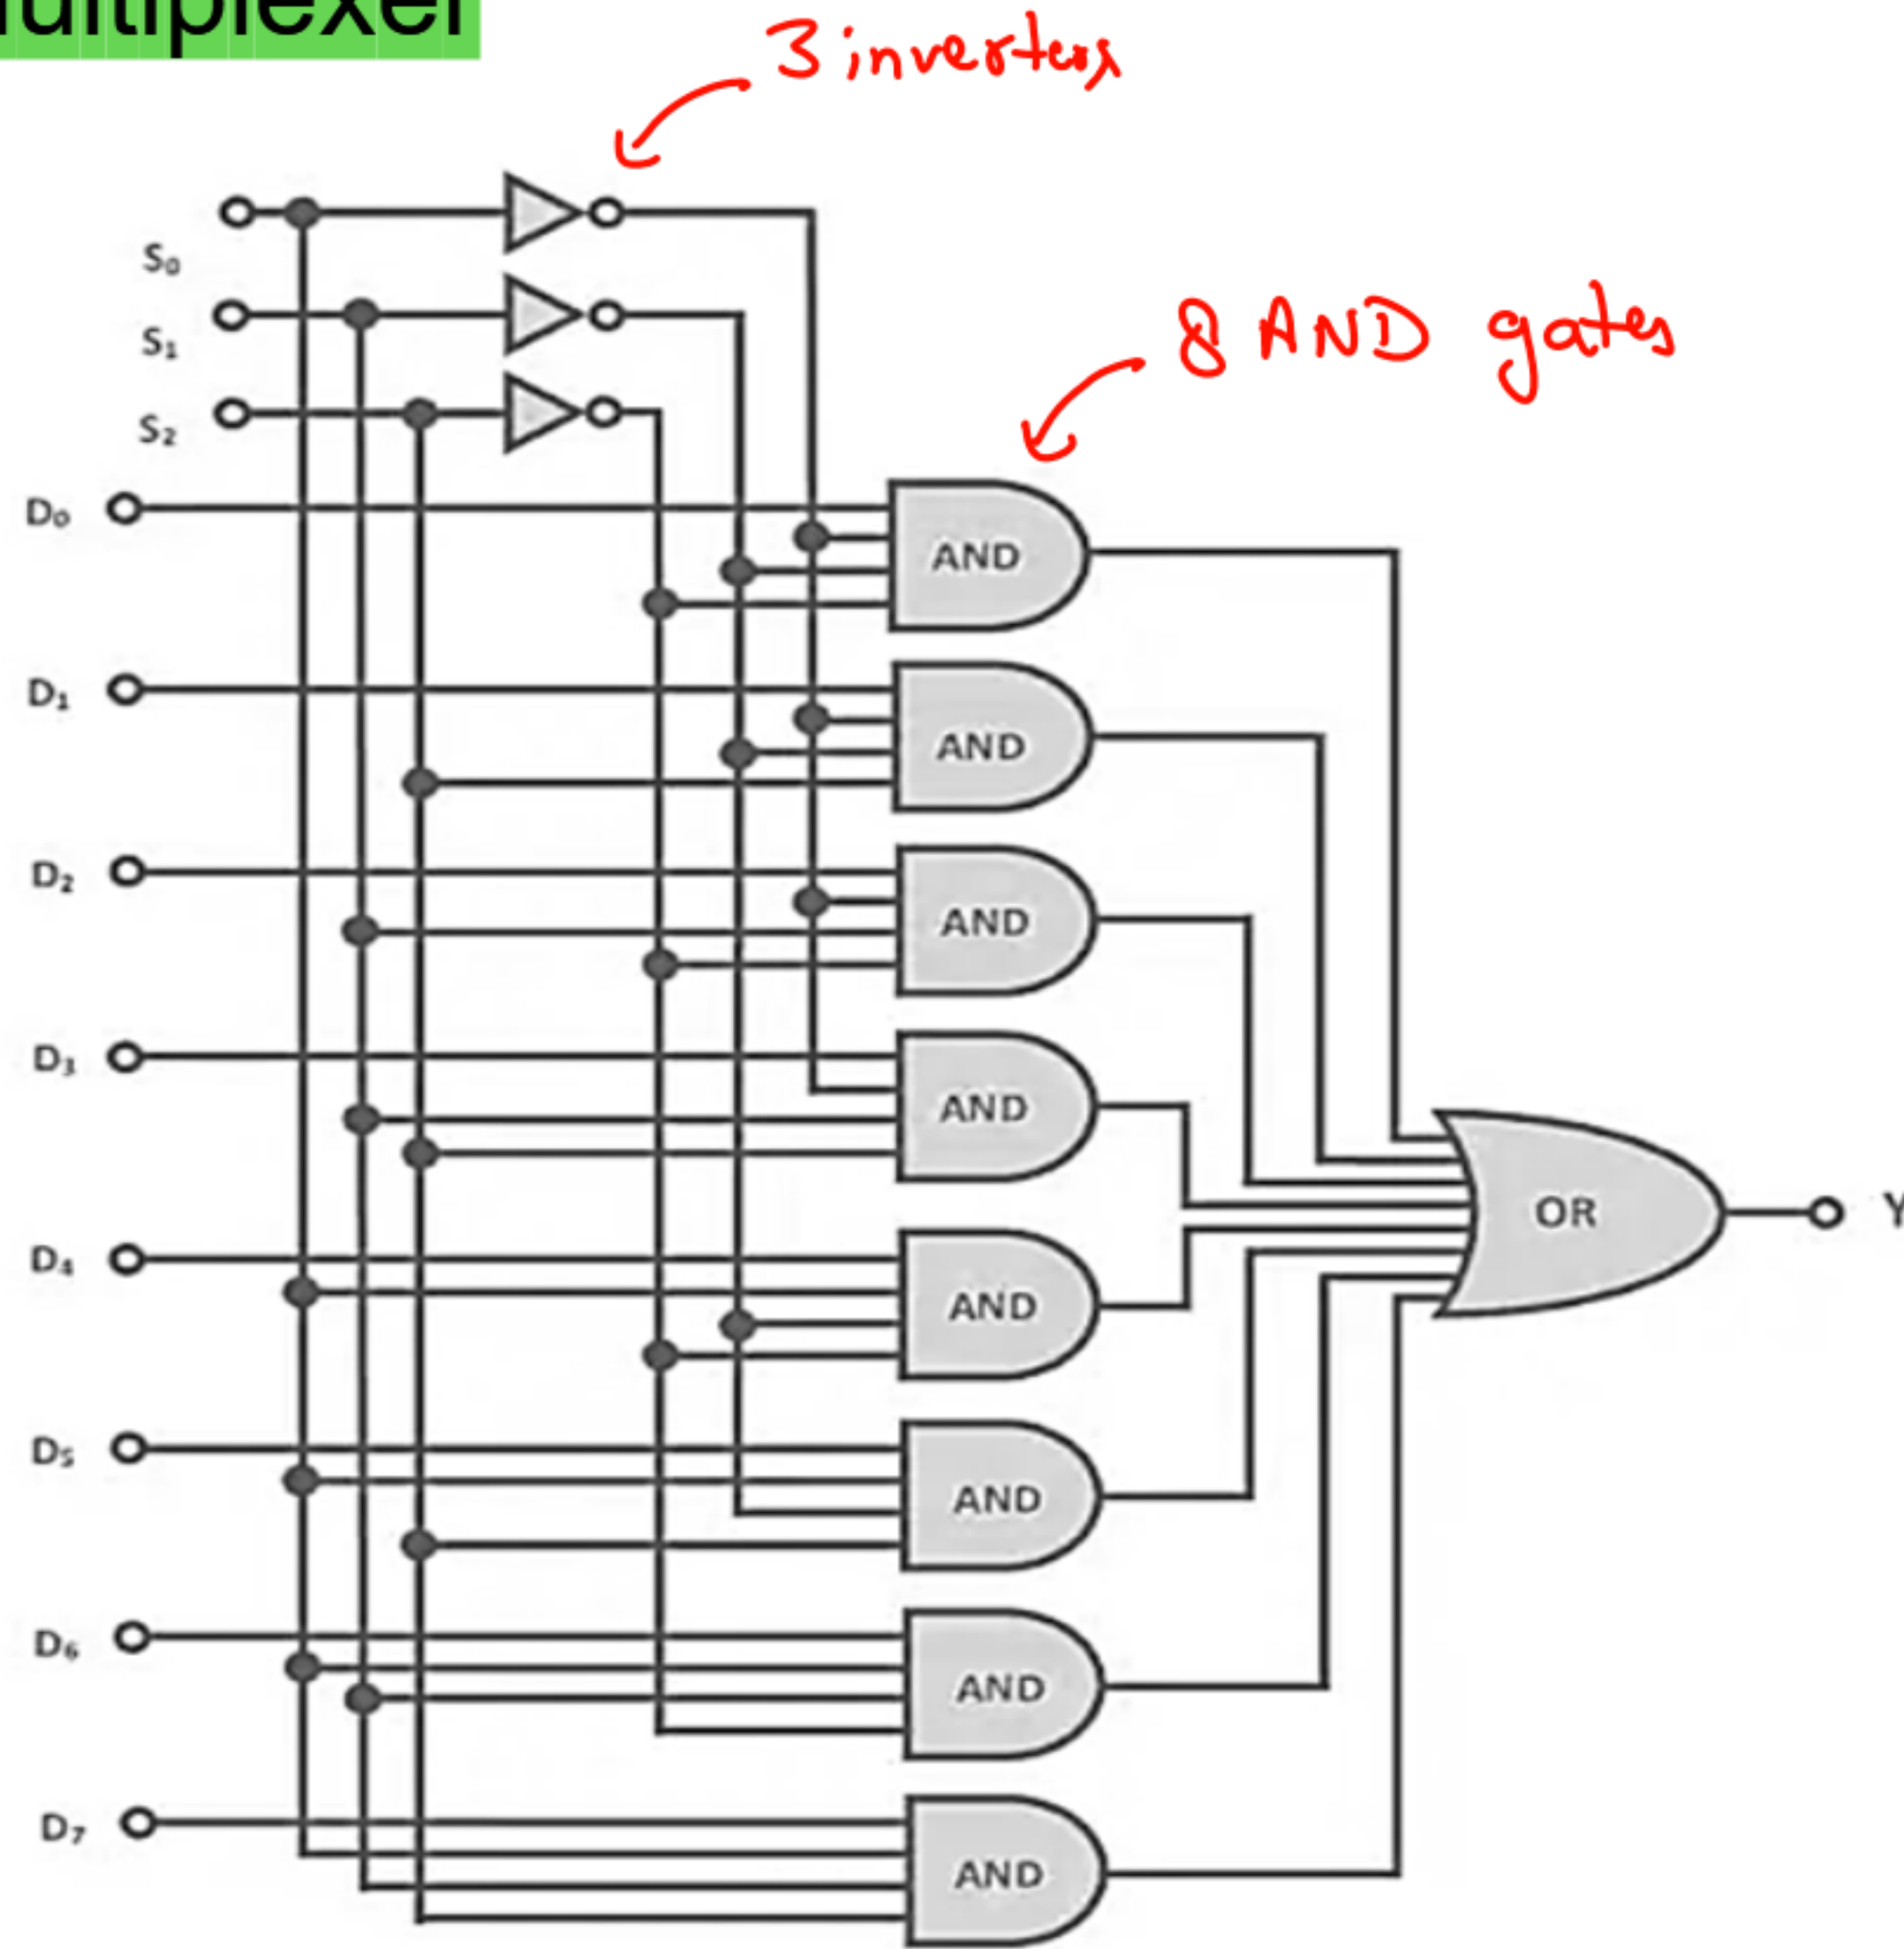 ultiplexer
3 inverters
S₀
S₁
8 AND gates
S₂
D₀
AND
D₁
AND
D₂
AND
D₃
AND
OR
Y
D₄
AND
D₅
AND
D₆
AND
D₇
AND